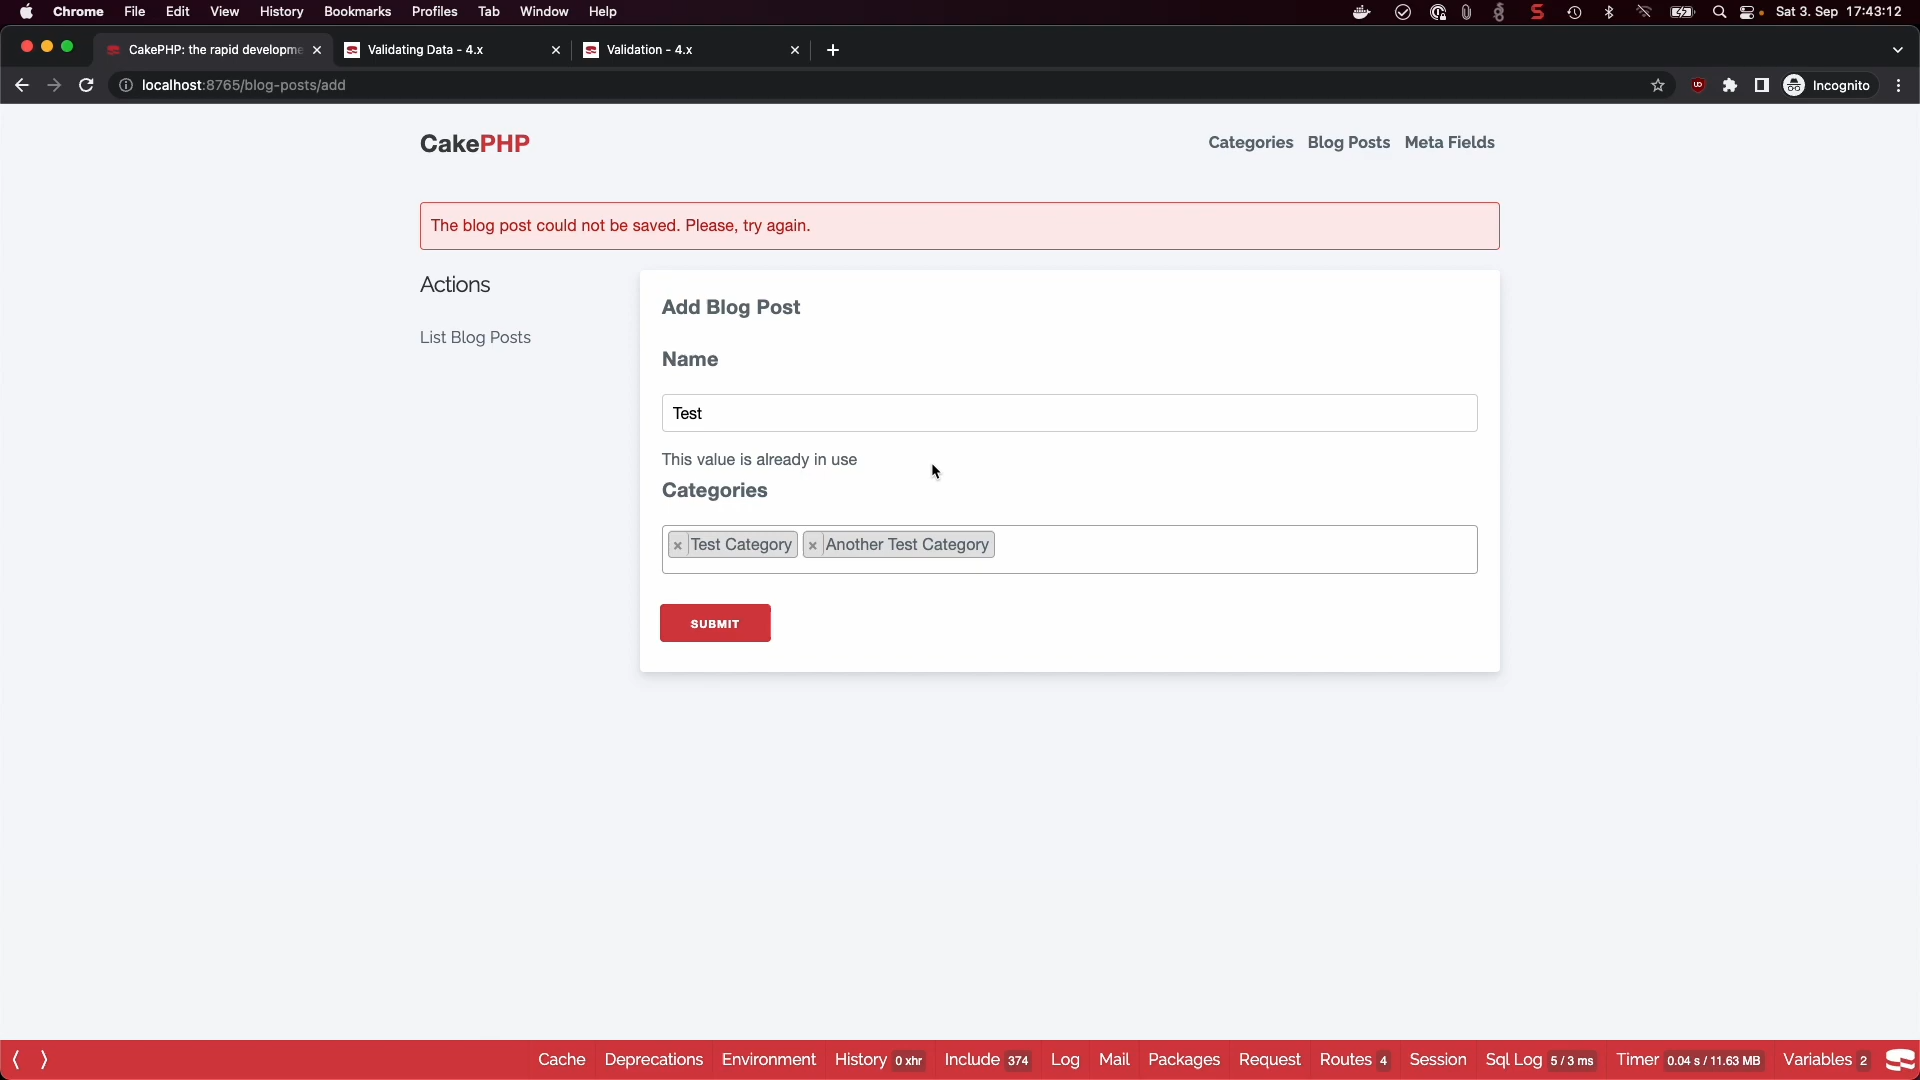 Chrome File Edit View History Bookmarks Profiles Tab Window Help Sat 3. Sep 17:43:12
CakePHP: the rapid developme Validating Data - 4.x Validation - 4.x
localhost:8765/blog-posts/add Incognito
CakePHP Categories Blog Posts Meta Fields
The blog post could not be saved. Please, try again.
Actions
List Blog Posts
Add Blog Post
Name
Test
This value is already in use
Categories
× Test Category × Another Test Category
SUBMIT
Cache Deprecations Environment History 0 xhr Include 374 Log Mail Packages Request Routes 4 Session Sql Log 5 / 3 ms Timer 0.04 s / 11.63 MB Variables 2